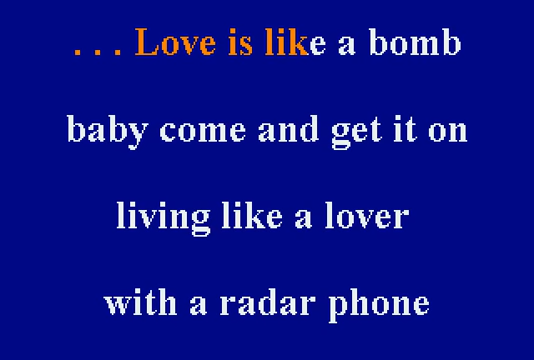 . . . Love is like a bomb
baby come and get it on
living like a lover
with a radar phone